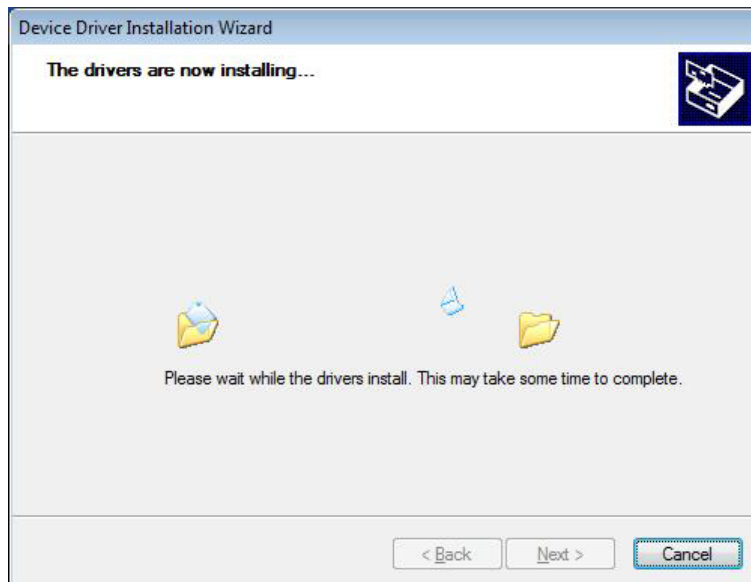 Device Driver Installation Wizard
The drivers are now installing...
Please wait while the drivers install. This may take some time to complete.
< Back Next > Cancel